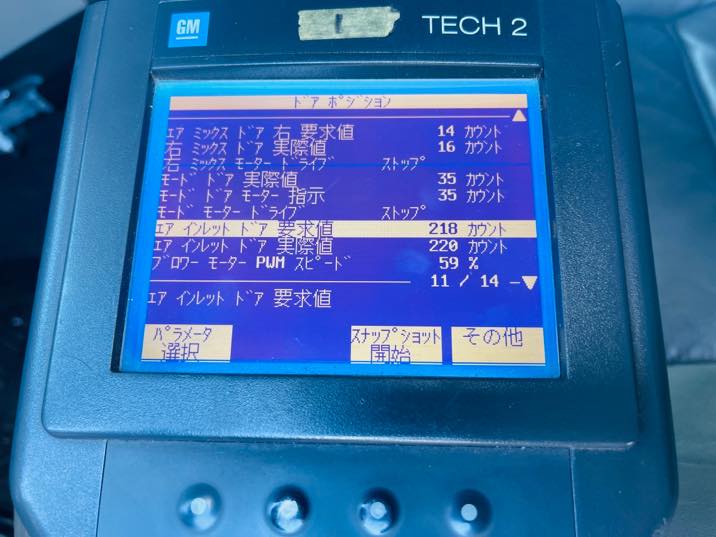 GM
TECH 2
ドア ポジション
エア ミックス ドア 右 要求値 14 カウント
右 ミックス ドア 実際値 16 カウント
右 ミックス モーター ドライブ ストップ
モード ドア 実際値 35 カウント
モード ドア モーター 指示 35 カウント
モード モーター ドライブ ストップ
エア インレット ドア 要求値 218 カウント
エア インレット ドア 実際値 220 カウント
ブロワー モーター PWM スピード 59 %
11 / 14
エア インレット ドア 要求値
パラメータ 選択
スナップショット 開始
その他